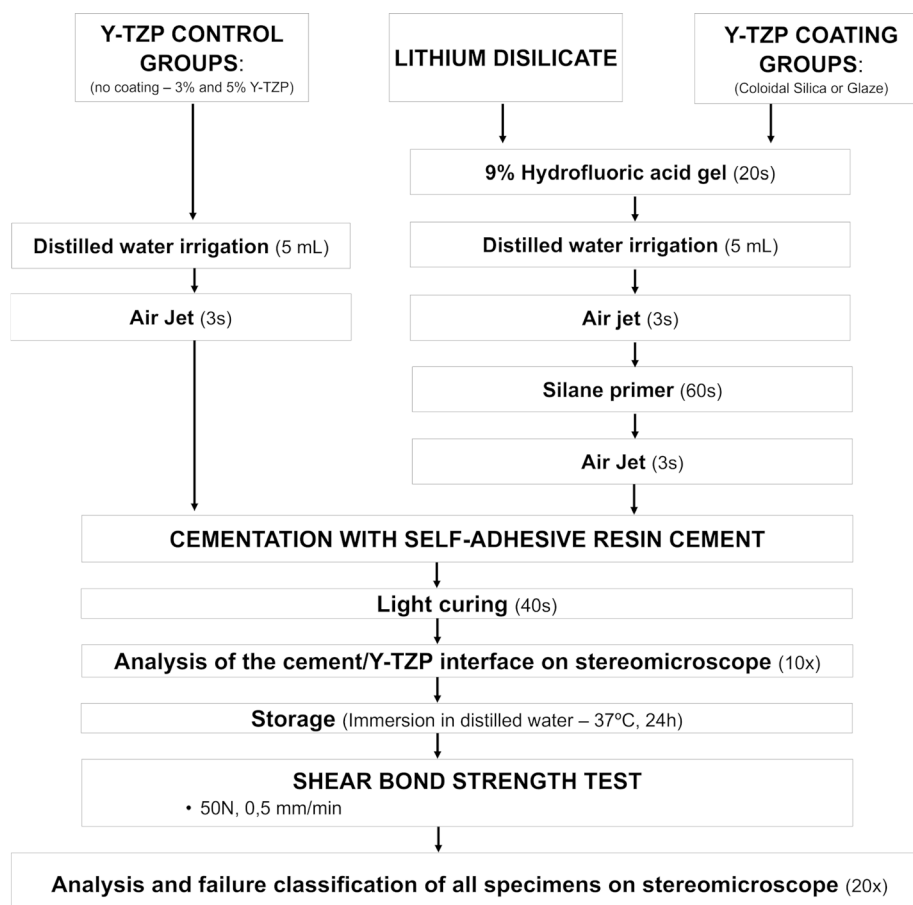 Y-TZP CONTROL
GROUPS:
(no coating – 3% and 5% Y-TZP)
LITHIUM DISILICATE
Y-TZP COATING
GROUPS:
(Coloidal Silica or Glaze)
9% Hydrofluoric acid gel (20s)
Distilled water irrigation (5 mL)
Distilled water irrigation (5 mL)
Air Jet (3s)
Air jet (3s)
Silane primer (60s)
Air Jet (3s)
CEMENTATION WITH SELF-ADHESIVE RESIN CEMENT
Light curing (40s)
Analysis of the cement/Y-TZP interface on stereomicroscope (10x)
Storage (Immersion in distilled water – 37ºC, 24h)
SHEAR BOND STRENGTH TEST
• 50N, 0,5 mm/min
Analysis and failure classification of all specimens on stereomicroscope (20x)